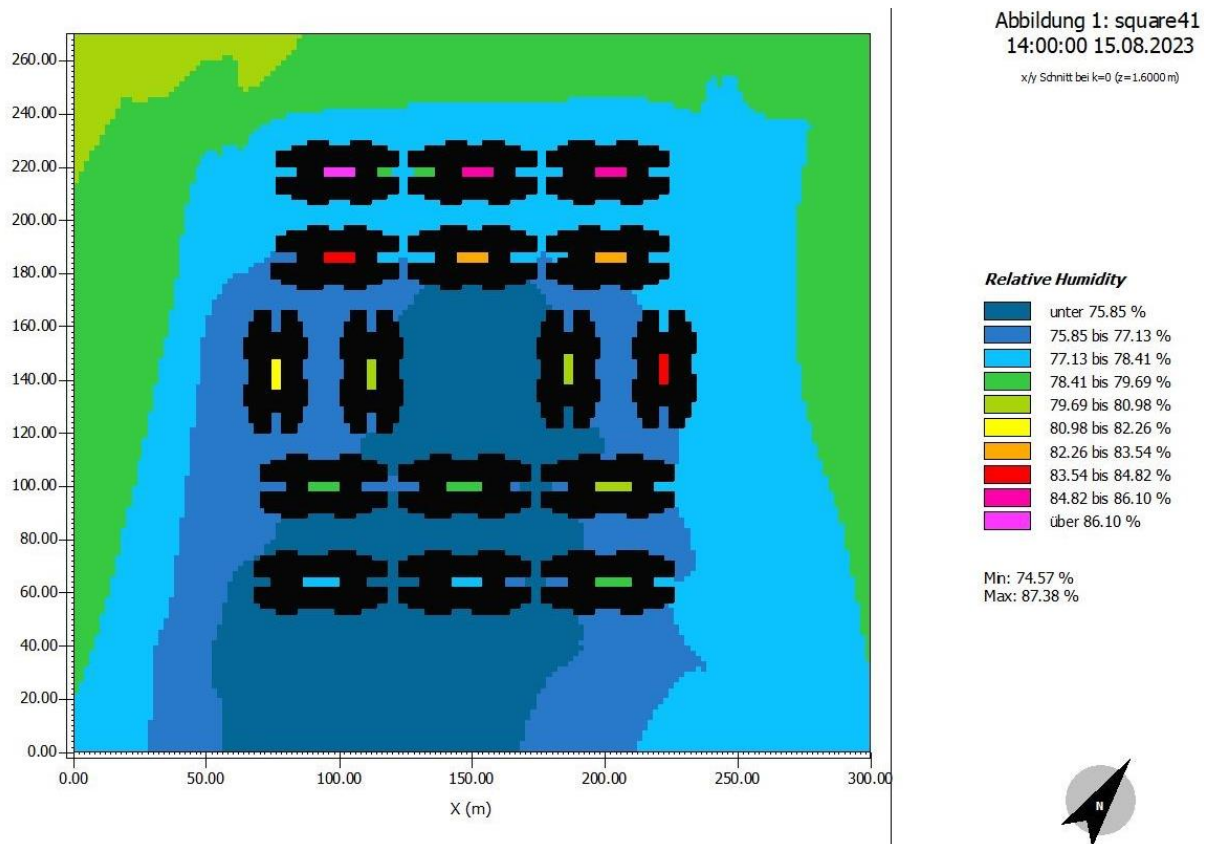 Abbildung 1: square41
14:00:00 15.08.2023
x/y Schnitt bei k=0 (z=1.6000 m)
260.00
240.00
220.00
200.00
180.00
160.00
140.00
120.00
100.00
80.00
60.00
40.00
20.00
0.00
0.00 50.00 100.00 150.00 200.00 250.00 300.00
X (m)
Relative Humidity
unter 75.85 %
75.85 bis 77.13 %
77.13 bis 78.41 %
78.41 bis 79.69 %
79.69 bis 80.98 %
80.98 bis 82.26 %
82.26 bis 83.54 %
83.54 bis 84.82 %
84.82 bis 86.10 %
über 86.10 %
Min: 74.57 %
Max: 87.38 %
N